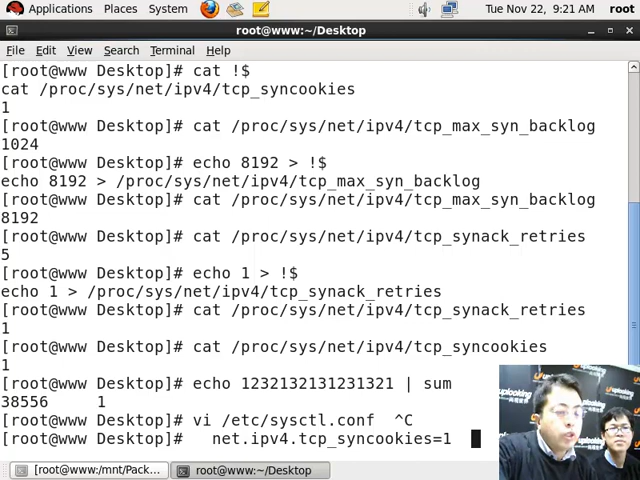 Applications Places System Tue Nov 22, 9:21 AM root
root@www:~/Desktop
File Edit View Search Terminal Help
[root@www Desktop]# cat !$
cat /proc/sys/net/ipv4/tcp_syncookies
1
[root@www Desktop]# cat /proc/sys/net/ipv4/tcp_max_syn_backlog
1024
[root@www Desktop]# echo 8192 > !$
echo 8192 > /proc/sys/net/ipv4/tcp_max_syn_backlog
[root@www Desktop]# cat /proc/sys/net/ipv4/tcp_max_syn_backlog
8192
[root@www Desktop]# cat /proc/sys/net/ipv4/tcp_synack_retries
5
[root@www Desktop]# echo 1 > !$
echo 1 > /proc/sys/net/ipv4/tcp_synack_retries
[root@www Desktop]# cat /proc/sys/net/ipv4/tcp_synack_retries
1
[root@www Desktop]# cat /proc/sys/net/ipv4/tcp_syncookies
1
[root@www Desktop]# echo 1232132131231321 | sum
38556 1
[root@www Desktop]# vi /etc/sysctl.conf ^C
[root@www Desktop]# net.ipv4.tcp_syncookies=1
uplooking
[root@www:/mnt/Pack...
root@www:~/Desktop